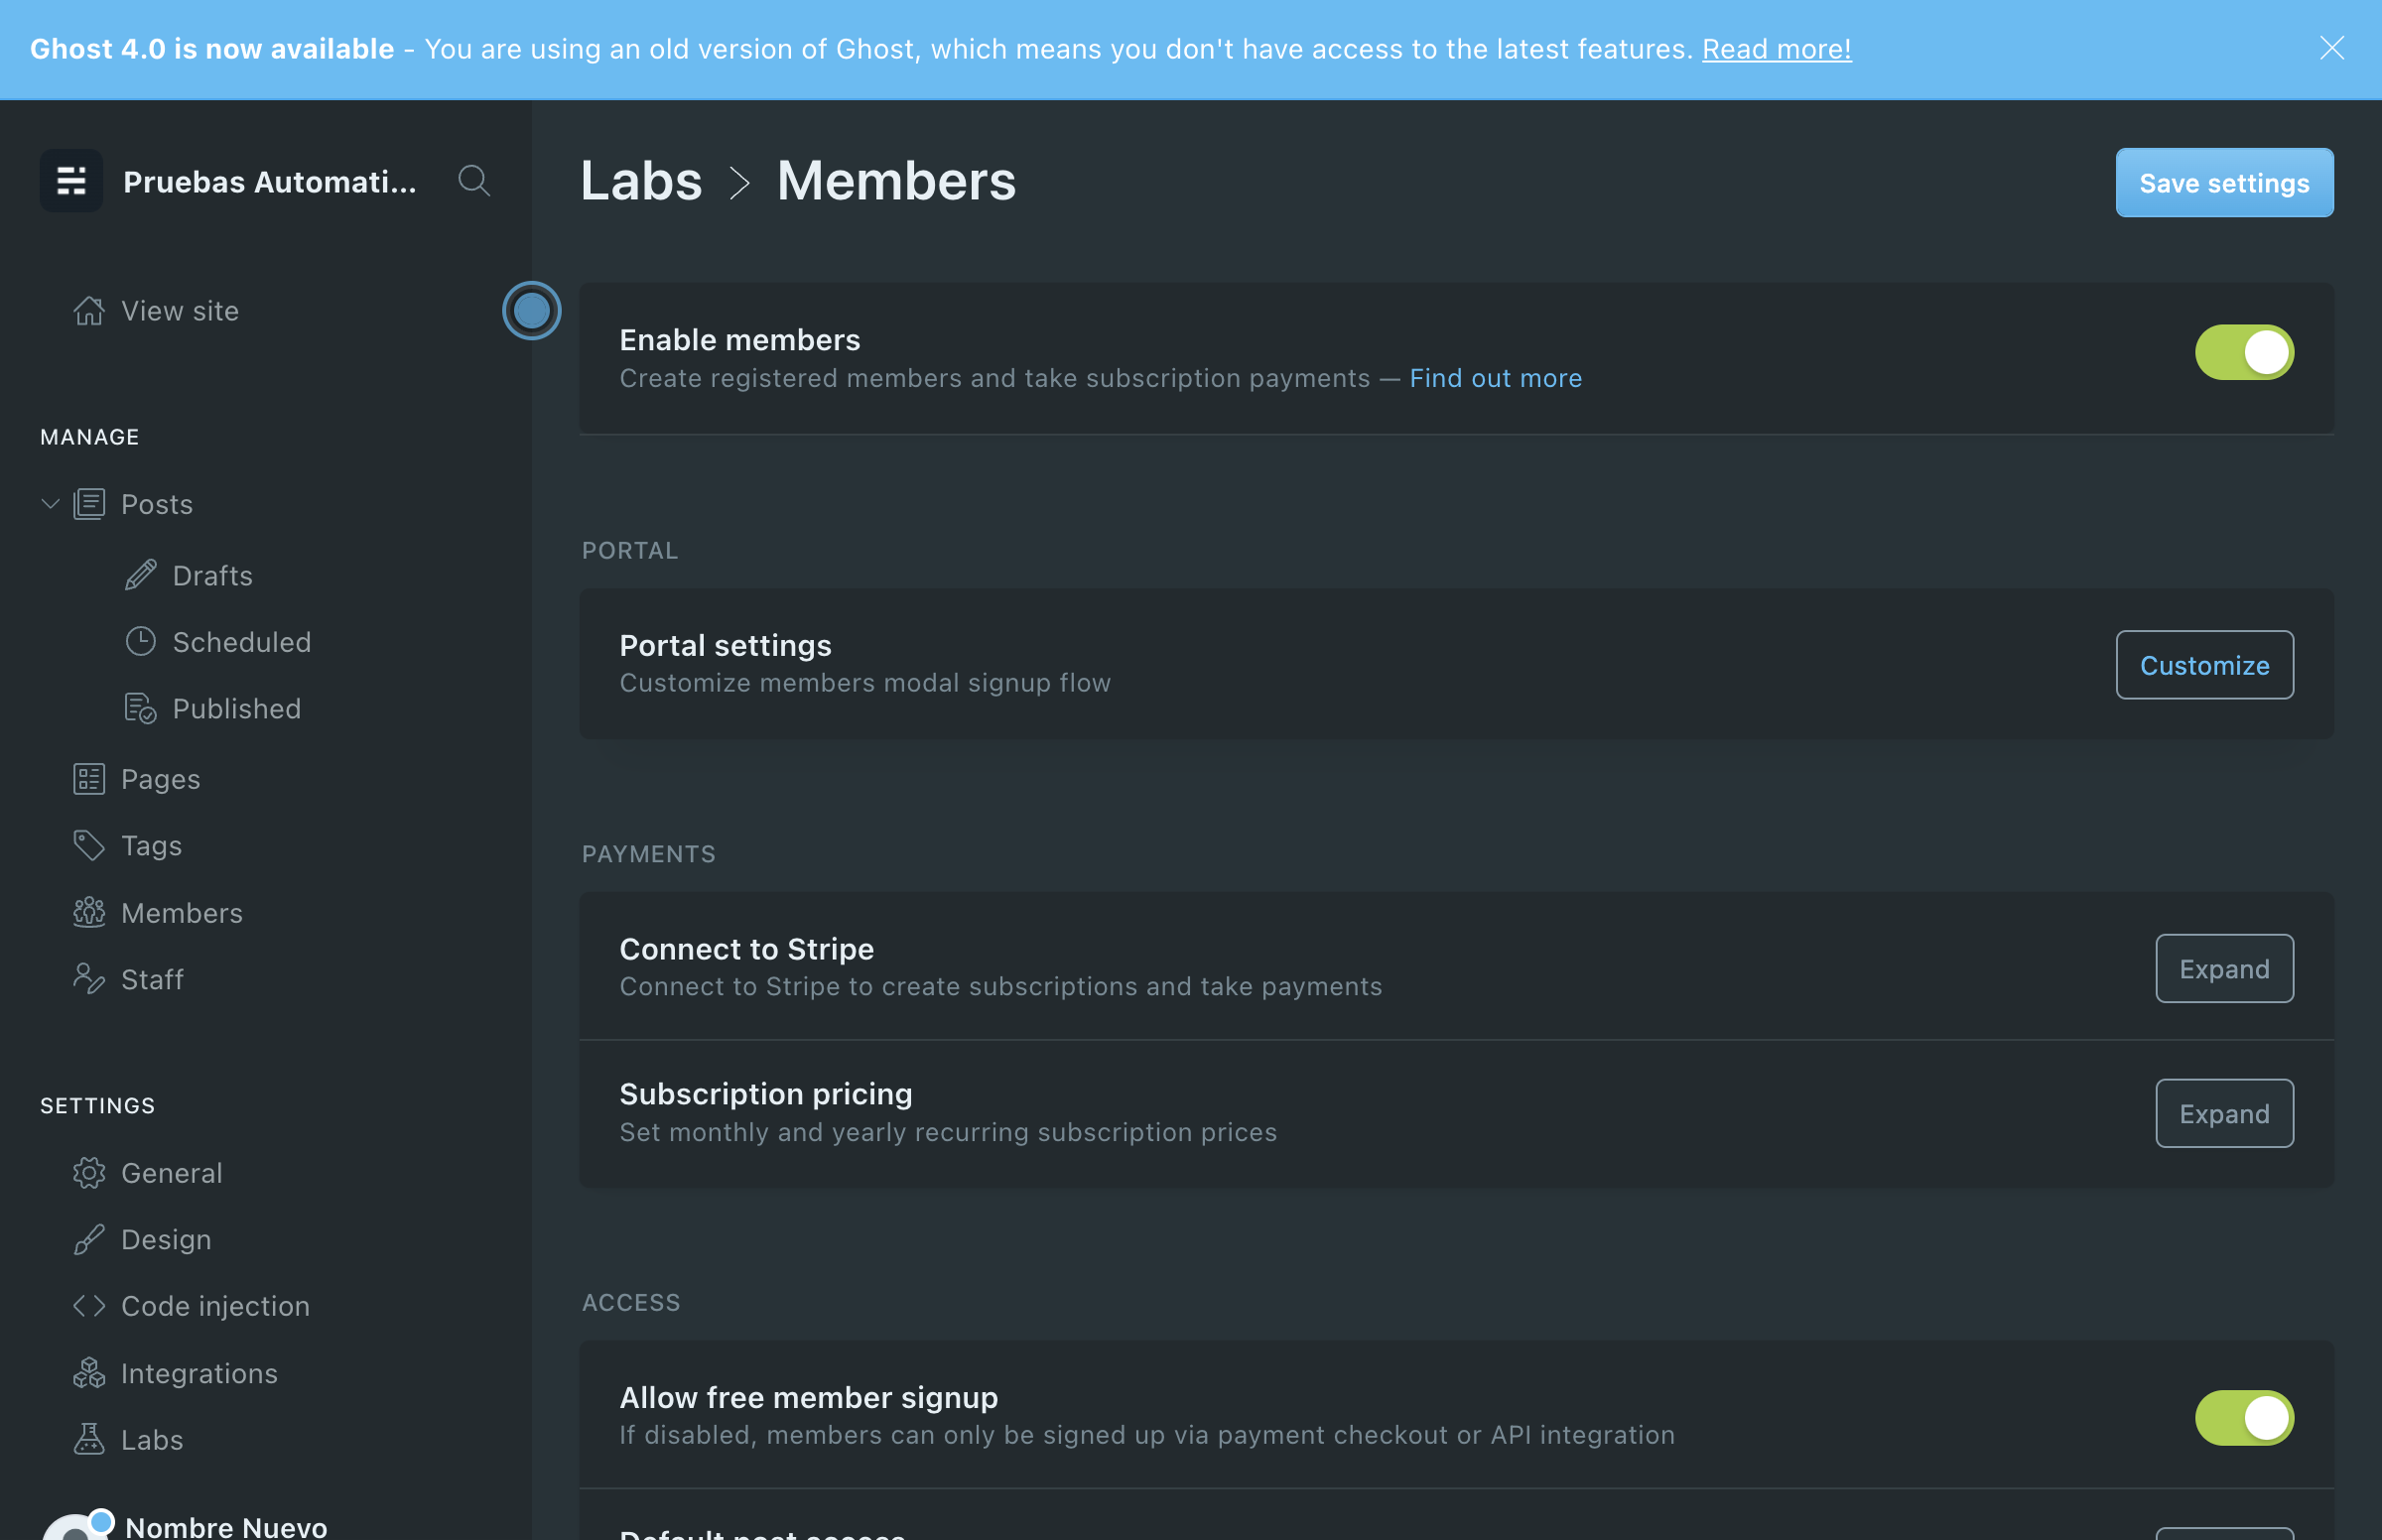 Ghost 4.0 is now available - You are using an old version of Ghost, which means you don't have access to the latest features. Read more!
Pruebas Automati...
View site
MANAGE
Posts
Drafts
Scheduled
Published
Pages
Tags
Members
Staff
SETTINGS
General
Design
Code injection
Integrations
Labs
Nombre Nuevo
Labs > Members
Save settings
Enable members
Create registered members and take subscription payments — Find out more
PORTAL
Portal settings
Customize members modal signup flow
Customize
PAYMENTS
Connect to Stripe
Connect to Stripe to create subscriptions and take payments
Expand
Subscription pricing
Set monthly and yearly recurring subscription prices
Expand
ACCESS
Allow free member signup
If disabled, members can only be signed up via payment checkout or API integration
Default post access